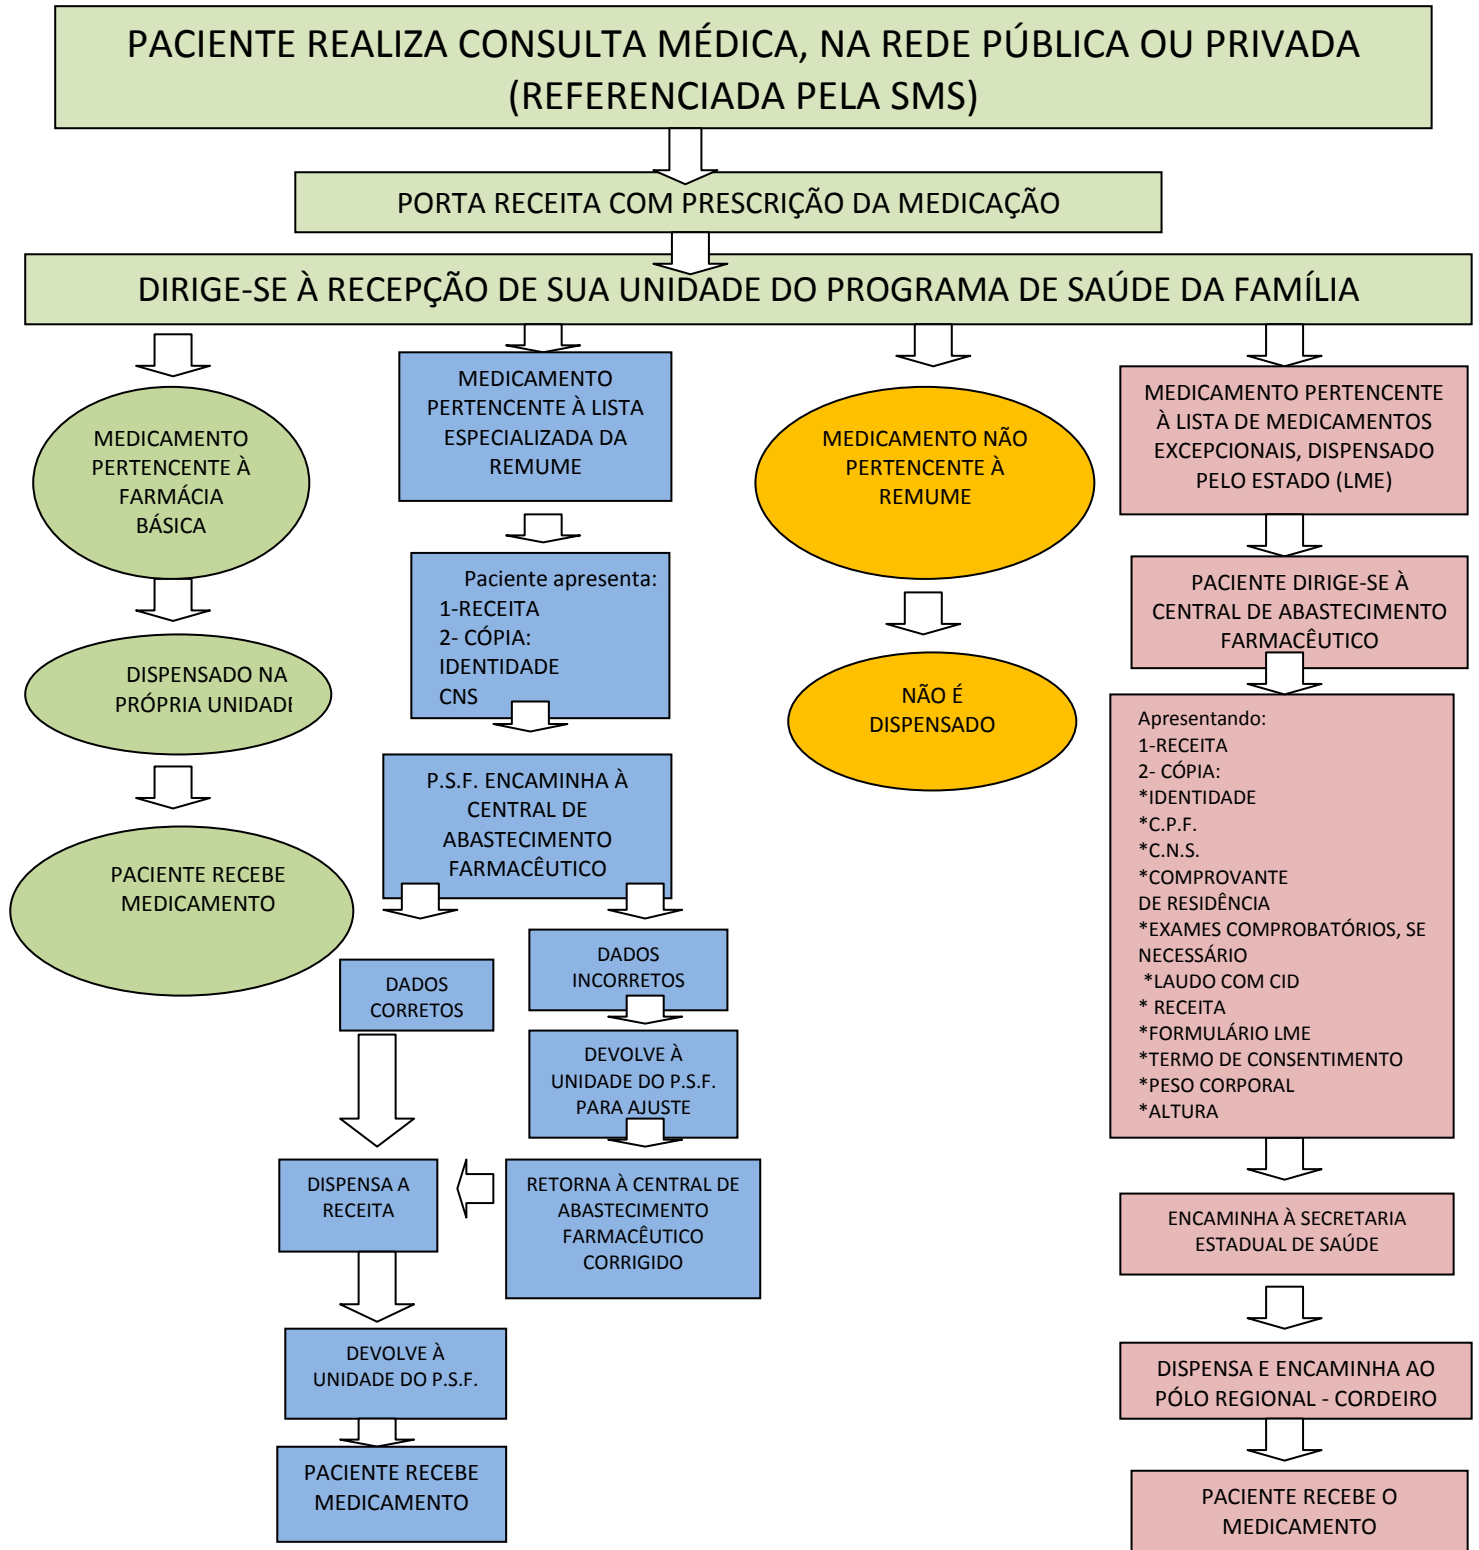 PACIENTE REALIZA CONSULTA MÉDICA, NA REDE PÚBLICA OU PRIVADA
(REFERENCIADA PELA SMS)
PORTA RECEITA COM PRESCRIÇÃO DA MEDICAÇÃO
DIRIGE-SE À RECEPÇÃO DE SUA UNIDADE DO PROGRAMA DE SAÚDE DA FAMÍLIA
MEDICAMENTO
PERTENCENTE À
FARMÁCIA
BÁSICA
DISPENSADO NA
PRÓPRIA UNIDADE
PACIENTE RECEBE
MEDICAMENTO
MEDICAMENTO
PERTENCENTE À LISTA
ESPECIALIZADA DA
REMUME
Paciente apresenta:
1-RECEITA
2- CÓPIA:
IDENTIDADE
CNS
P.S.F. ENCAMINHA À
CENTRAL DE
ABASTECIMENTO
FARMACÊUTICO
DADOS
CORRETOS
DADOS
INCORRETOS
DEVOLVE À
UNIDADE DO P.S.F.
PARA AJUSTE
RETORNA À CENTRAL DE
ABASTECIMENTO
FARMACÊUTICO
CORRIGIDO
DISPENSA A
RECEITA
DEVOLVE À
UNIDADE DO P.S.F.
PACIENTE RECEBE
MEDICAMENTO
MEDICAMENTO NÃO
PERTENCENTE À
REMUME
NÃO É
DISPENSADO
MEDICAMENTO PERTENCENTE
À LISTA DE MEDICAMENTOS
EXCEPCIONAIS, DISPENSADO
PELO ESTADO (LME)
PACIENTE DIRIGE-SE À
CENTRAL DE ABASTECIMENTO
FARMACÊUTICO
Apresentando:
1-RECEITA
2- CÓPIA:
*IDENTIDADE
*C.P.F.
*C.N.S.
*COMPROVANTE
DE RESIDÊNCIA
*EXAMES COMPROBATÓRIOS, SE
NECESSÁRIO
*LAUDO COM CID
* RECEITA
*FORMULÁRIO LME
*TERMO DE CONSENTIMENTO
*PESO CORPORAL
*ALTURA
ENCAMINHA À SECRETARIA
ESTADUAL DE SAÚDE
DISPENSA E ENCAMINHA AO
PÓLO REGIONAL - CORDEIRO
PACIENTE RECEBE O
MEDICAMENTO